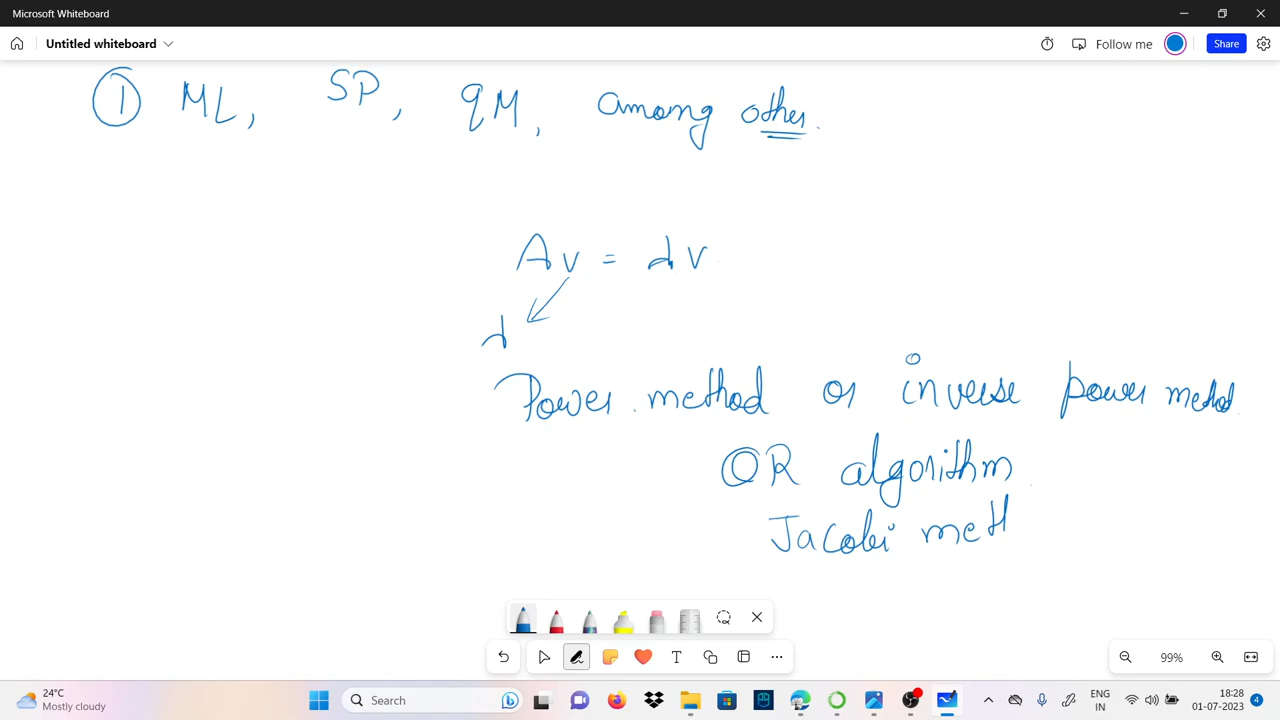 Microsoft Whiteboard
Untitled whiteboard
Follow me
Share
① ML, SP, QM, among other.
Av = λv
λ
Power method or inverse power method
QR algorithm
Jacobi meth
T
99%
24°C
Mostly cloudy
Search
ENG
IN
18:28
01-07-2023
4